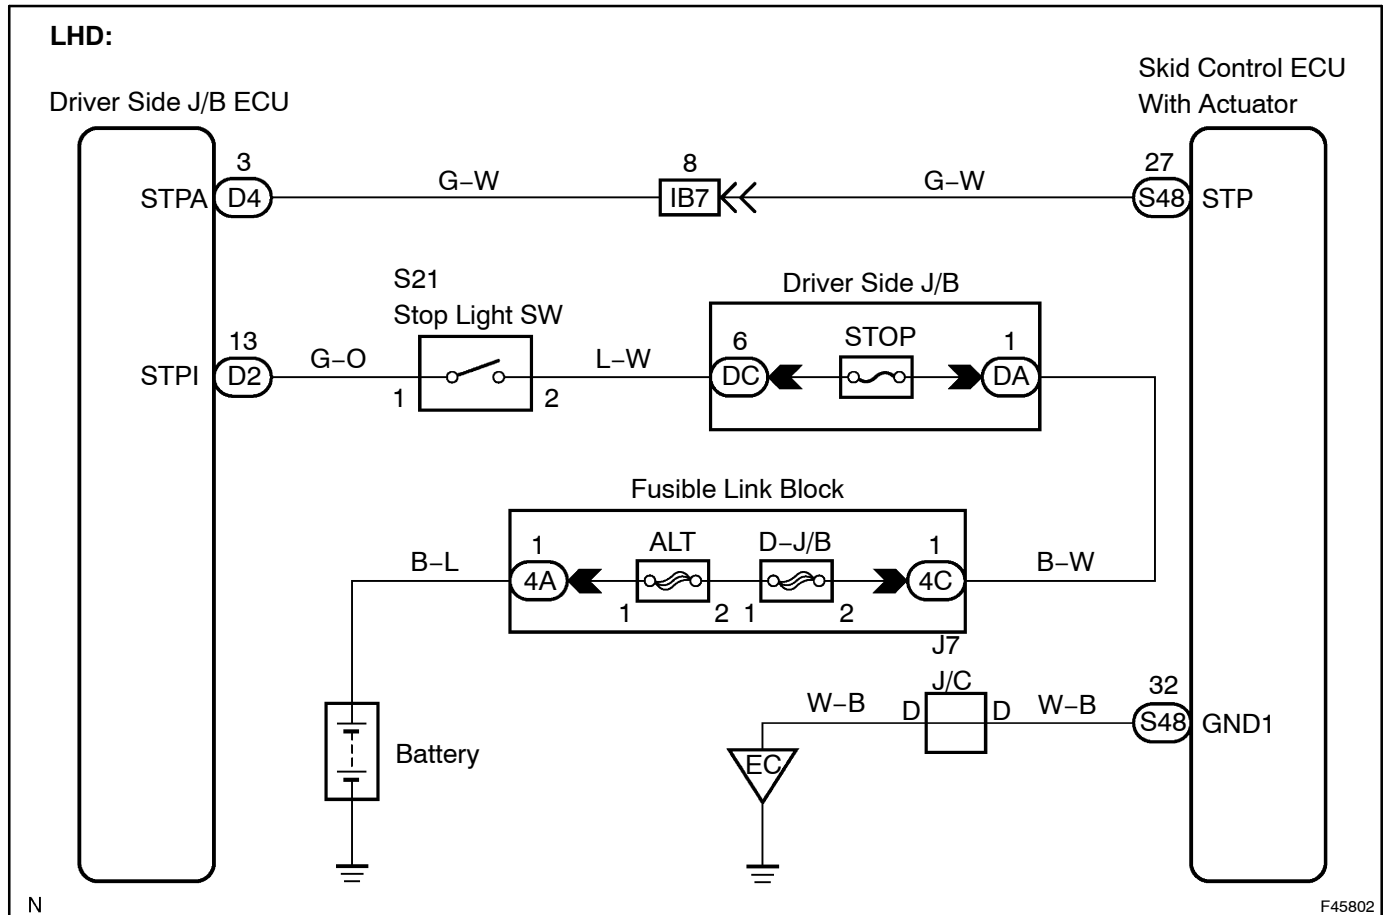 LHD:
Skid Control ECU
With Actuator
Driver Side J/B ECU
3
8
27
STPA D4 G−W IB7 G−W S48 STP
S21
Stop Light SW
Driver Side J/B
13
6 STOP 1
STPI D2 G−O L−W DC DA
1 2
Fusible Link Block
1 ALT D−J/B 1
B−L 4A 4C B−W
1 2 1 2
J7
J/C
32
W−B D D W−B S48 GND1
Battery
EC
N
F45802